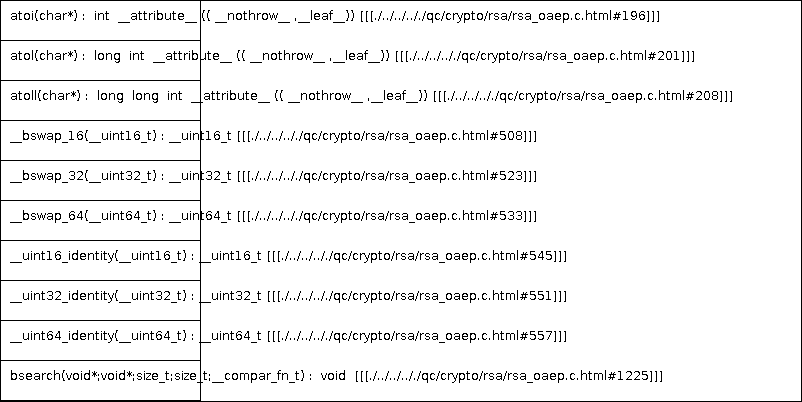 atoi(char*) : int __attribute__ (( __nothrow__ ,__leaf__)) [[[./../../../qc/crypto/rsa/rsa_oaep.c.html#196]]]
atol(char*) : long int __attribute__ (( __nothrow__ ,__leaf__)) [[[./../../../qc/crypto/rsa/rsa_oaep.c.html#201]]]
atoll(char*) : long long int __attribute__ (( __nothrow__ ,__leaf__)) [[[./../../../qc/crypto/rsa/rsa_oaep.c.html#208]]]
__bswap_16(__uint16_t) : __uint16_t [[[./../../../qc/crypto/rsa/rsa_oaep.c.html#508]]]
__bswap_32(__uint32_t) : __uint32_t [[[./../../../qc/crypto/rsa/rsa_oaep.c.html#523]]]
__bswap_64(__uint64_t) : __uint64_t [[[./../../../qc/crypto/rsa/rsa_oaep.c.html#533]]]
__uint16_identity(__uint16_t) : __uint16_t [[[./../../../qc/crypto/rsa/rsa_oaep.c.html#545]]]
__uint32_identity(__uint32_t) : __uint32_t [[[./../../../qc/crypto/rsa/rsa_oaep.c.html#551]]]
__uint64_identity(__uint64_t) : __uint64_t [[[./../../../qc/crypto/rsa/rsa_oaep.c.html#557]]]
bsearch(void*;void*;size_t;size_t;__compar_fn_t) : void [[[./../../../qc/crypto/rsa/rsa_oaep.c.html#1225]]]